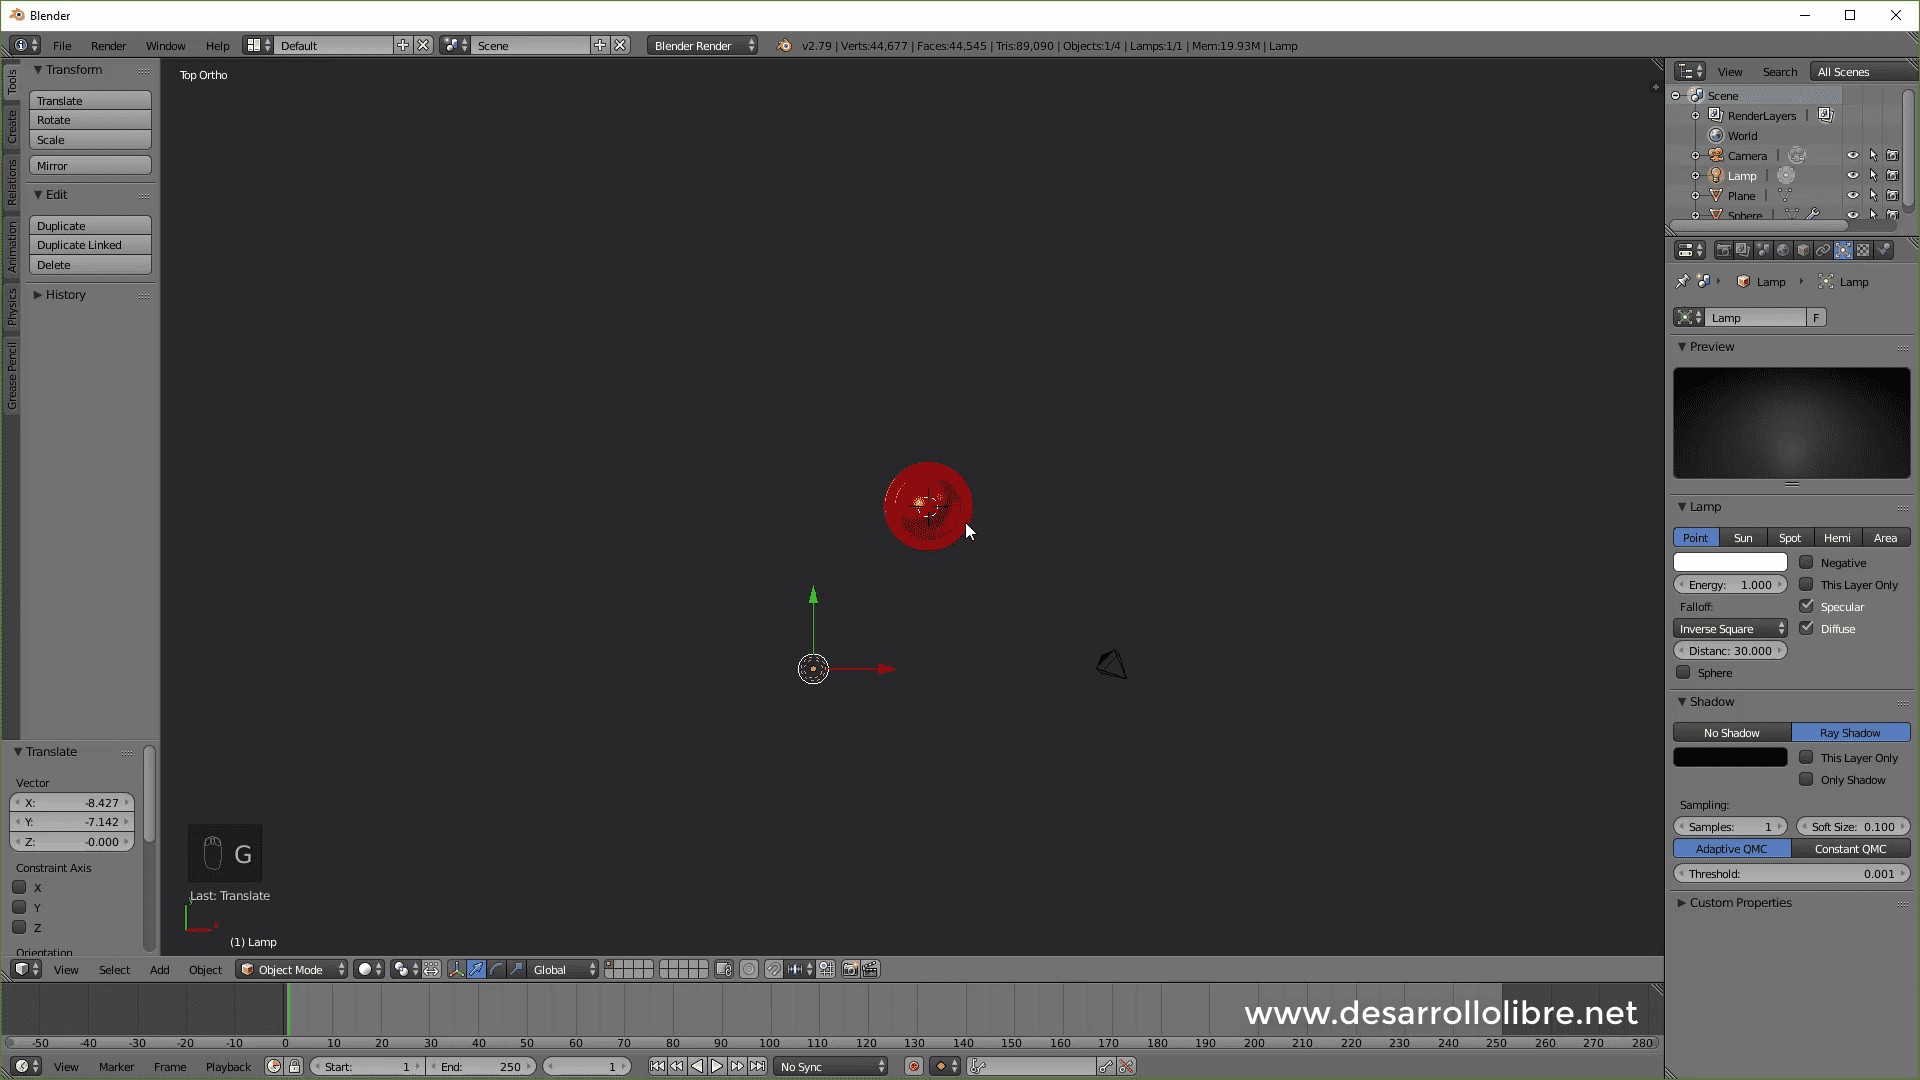 Blender
File Render Window Help Default Scene Blender Render v2.79 | Verts:44,677 | Faces:44,545 | Tris:89,090 | Objects:1/4 | Lamps:1/1 | Mem:19.93M | Lamp
Tools
Create
Relations
Animation
Physics
Grease Pencil
Transform
Translate
Rotate
Scale
Mirror
Edit
Duplicate
Duplicate Linked
Delete
History
Translate
Vector
X: -8.427
Y: -7.142
Z: -0.000
Constraint Axis
X
Y
Z
Orientation
Top Ortho
G
Last: Translate
(1) Lamp
View Select Add Object Object Mode Global
View Search All Scenes
Scene
RenderLayers |
World
Camera |
Lamp |
Plane |
Sphere |
Lamp Lamp
Lamp F
Preview
Lamp
Point Sun Spot Hemi Area
Negative
Energy: 1.000 This Layer Only
Falloff: Specular
Inverse Square Diffuse
Distanc: 30.000
Sphere
Shadow
No Shadow Ray Shadow
This Layer Only
Only Shadow
Sampling:
Samples: 1 Soft Size: 0.100
Adaptive QMC Constant QMC
Threshold: 0.001
Custom Properties
www.desarrollolibre.net
-50 -40 -30 -20 -10 0 10 20 30 40 50 60 70 80 90 100 110 120 130 140 150 160 170 180 190 200 210 220 230 240 250 260 270 280
View Marker Frame Playback Start: 1 End: 250 1 No Sync